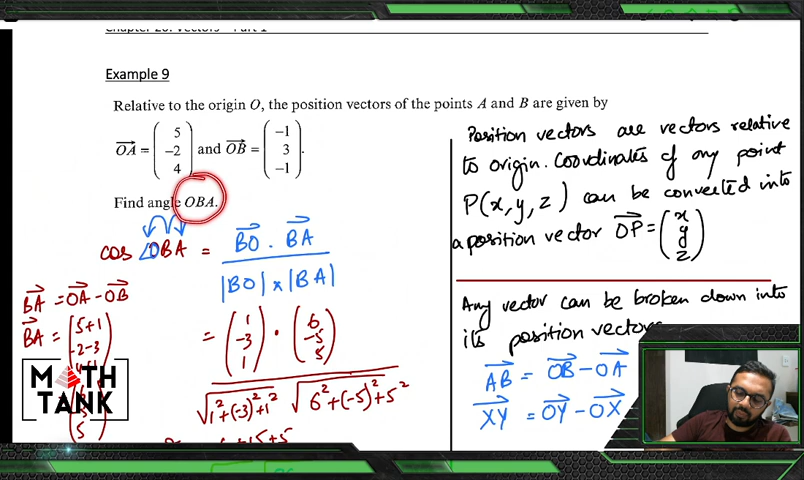 Chapter 20: Vectors – Part 1
Example 9
Relative to the origin O, the position vectors of the points A and B are given by
OA→ = (5 −2 4) and OB→ = (−1 3 −1).
Find angle OBA.
cos ∠OBA = BO→ . BA→ / |BO| × |BA|
BA→ = OA→ − OB→
BA→ = (5+1 -2-3
= (1 -3 1) · (6 -5 5)
√1²+(-3)²+1² √6²+(-5)²+5²
+15+5
5
MATH
TANK
Position vectors are vectors relative
to origin. Coordinates of any point
P(x, y, z) can be converted into
a position vector OP→ = (x y z)
Any vector can be broken down into
its position vectors
AB→ = OB→ − OA→
XY→ = OY→ − OX→